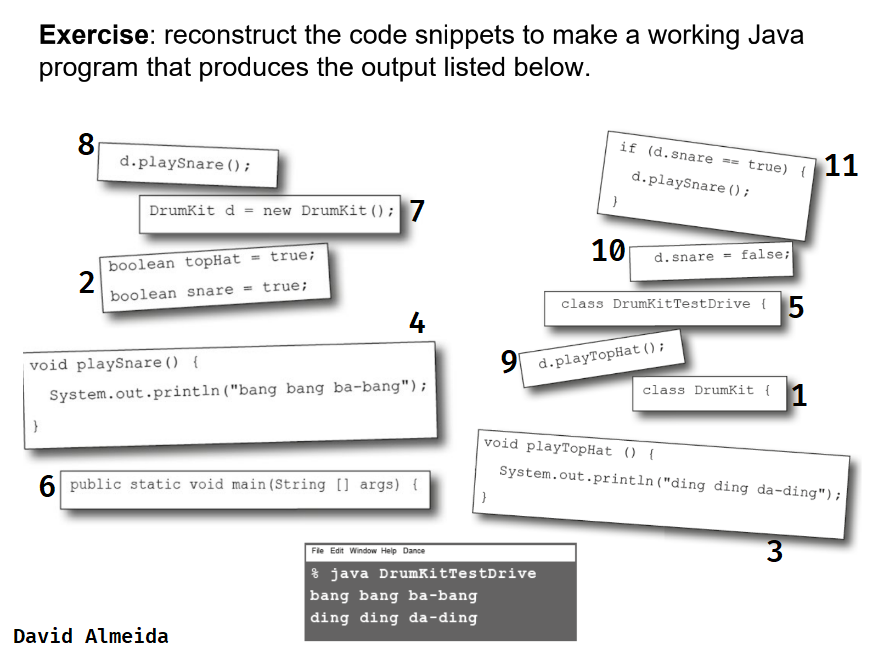 Exercise: reconstruct the code snippets to make a working Java
program that produces the output listed below.
8
d.playSnare();
DrumKit d = new DrumKit();
7
2
boolean topHat = true;
boolean snare = true;
4
void playSnare() {
System.out.println("bang bang ba-bang");
}
6
public static void main(String [] args) {
if (d.snare == true) {
d.playSnare();
}
11
10
d.snare = false;
class DrumKitTestDrive {
5
9
d.playTopHat();
class DrumKit {
1
void playTopHat () {
System.out.println("ding ding da-ding");
}
3
File Edit Window Help Dance
% java DrumKitTestDrive
bang bang ba-bang
ding ding da-ding
David Almeida